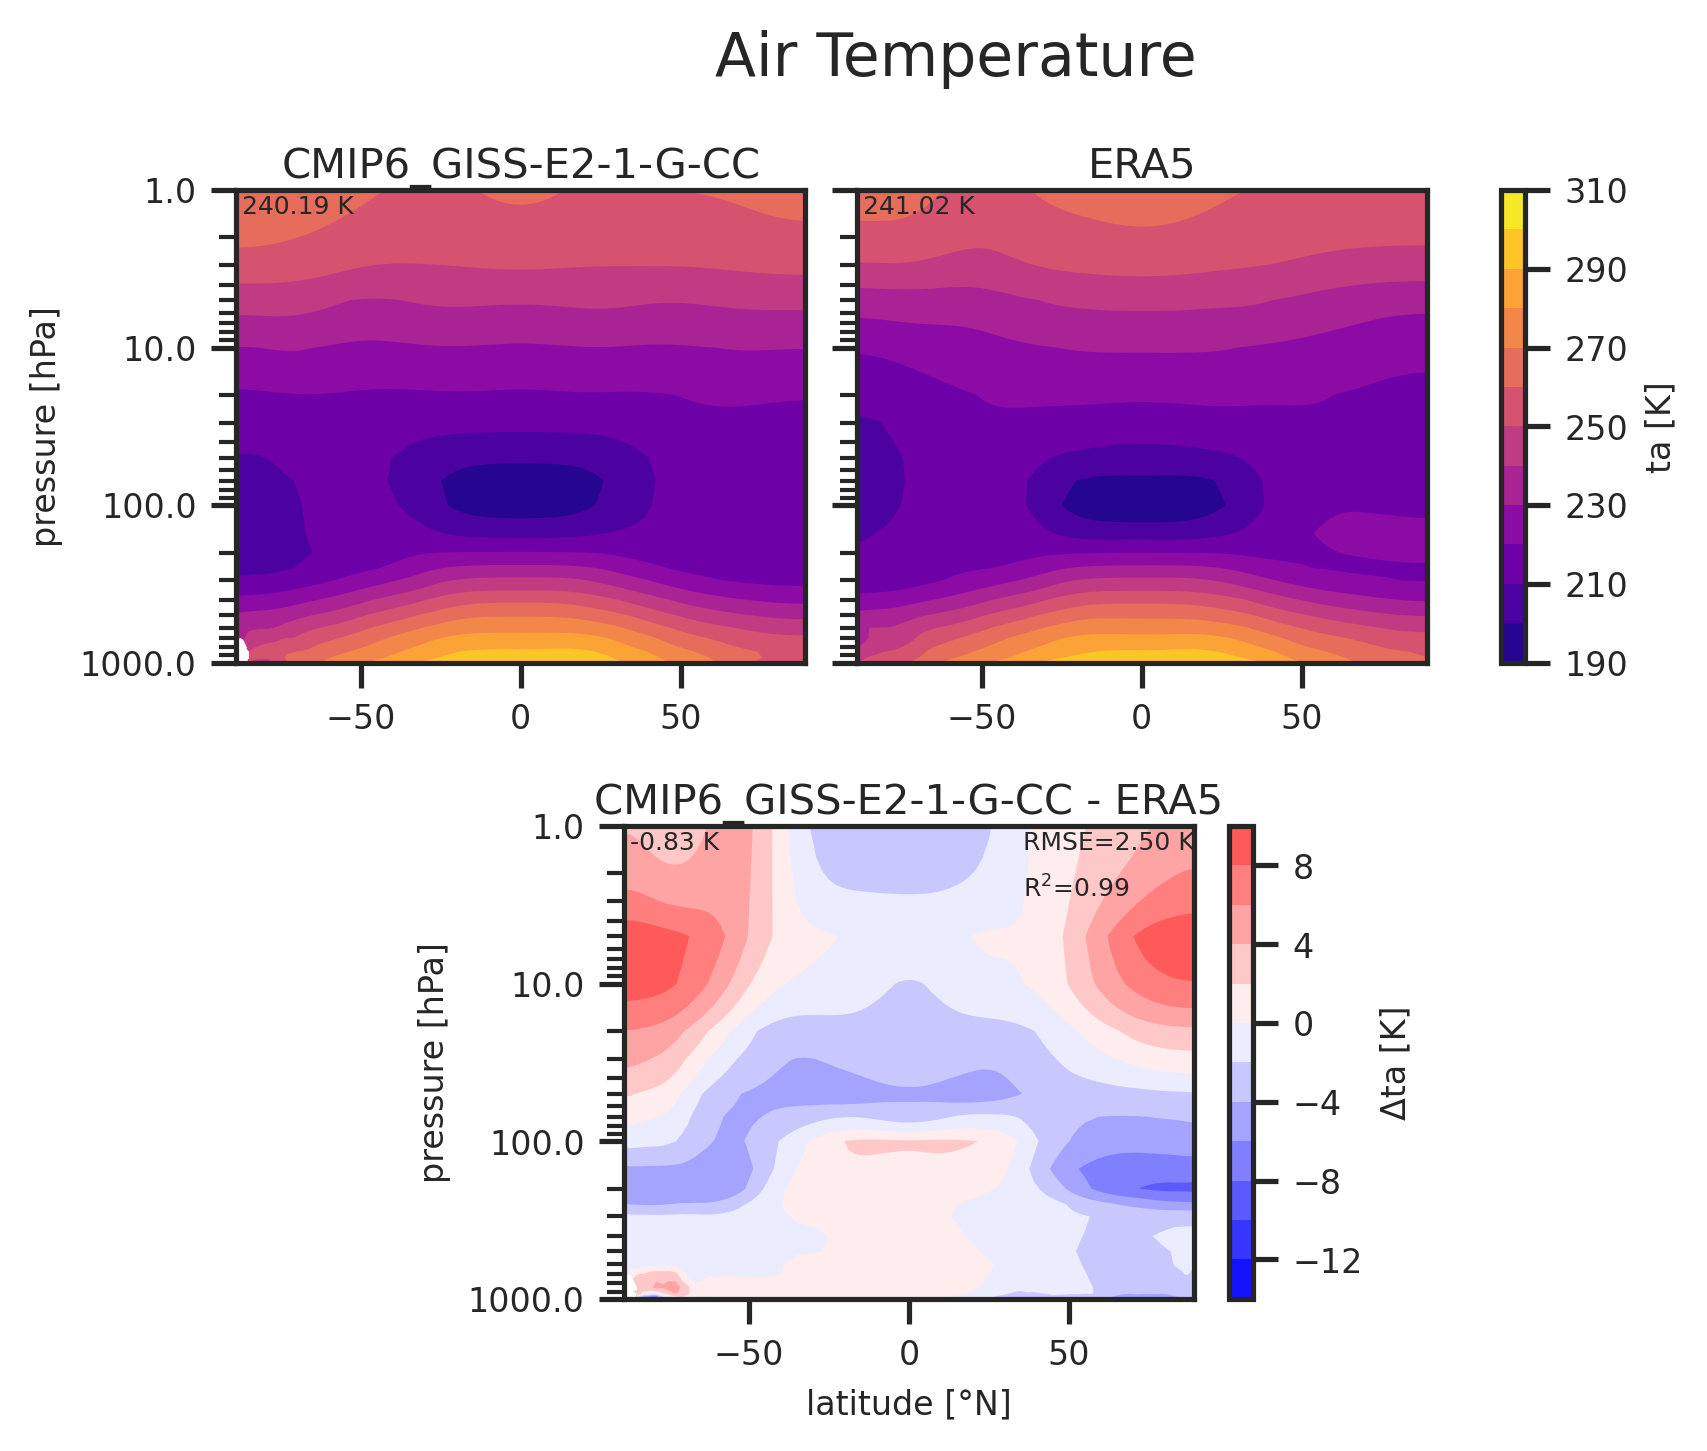 Air Temperature
CMIP6_GISS-E2-1-G-CC
ERA5
240.19 K
241.02 K
1.0
10.0
100.0
1000.0
pressure [hPa]
−50
0
50
−50
0
50
310
290
270
250
230
210
190
ta [K]
CMIP6_GISS-E2-1-G-CC - ERA5
-0.83 K
RMSE=2.50 K
R²=0.99
1.0
10.0
100.0
1000.0
pressure [hPa]
−50
0
50
latitude [°N]
8
4
0
−4
−8
−12
Δta [K]